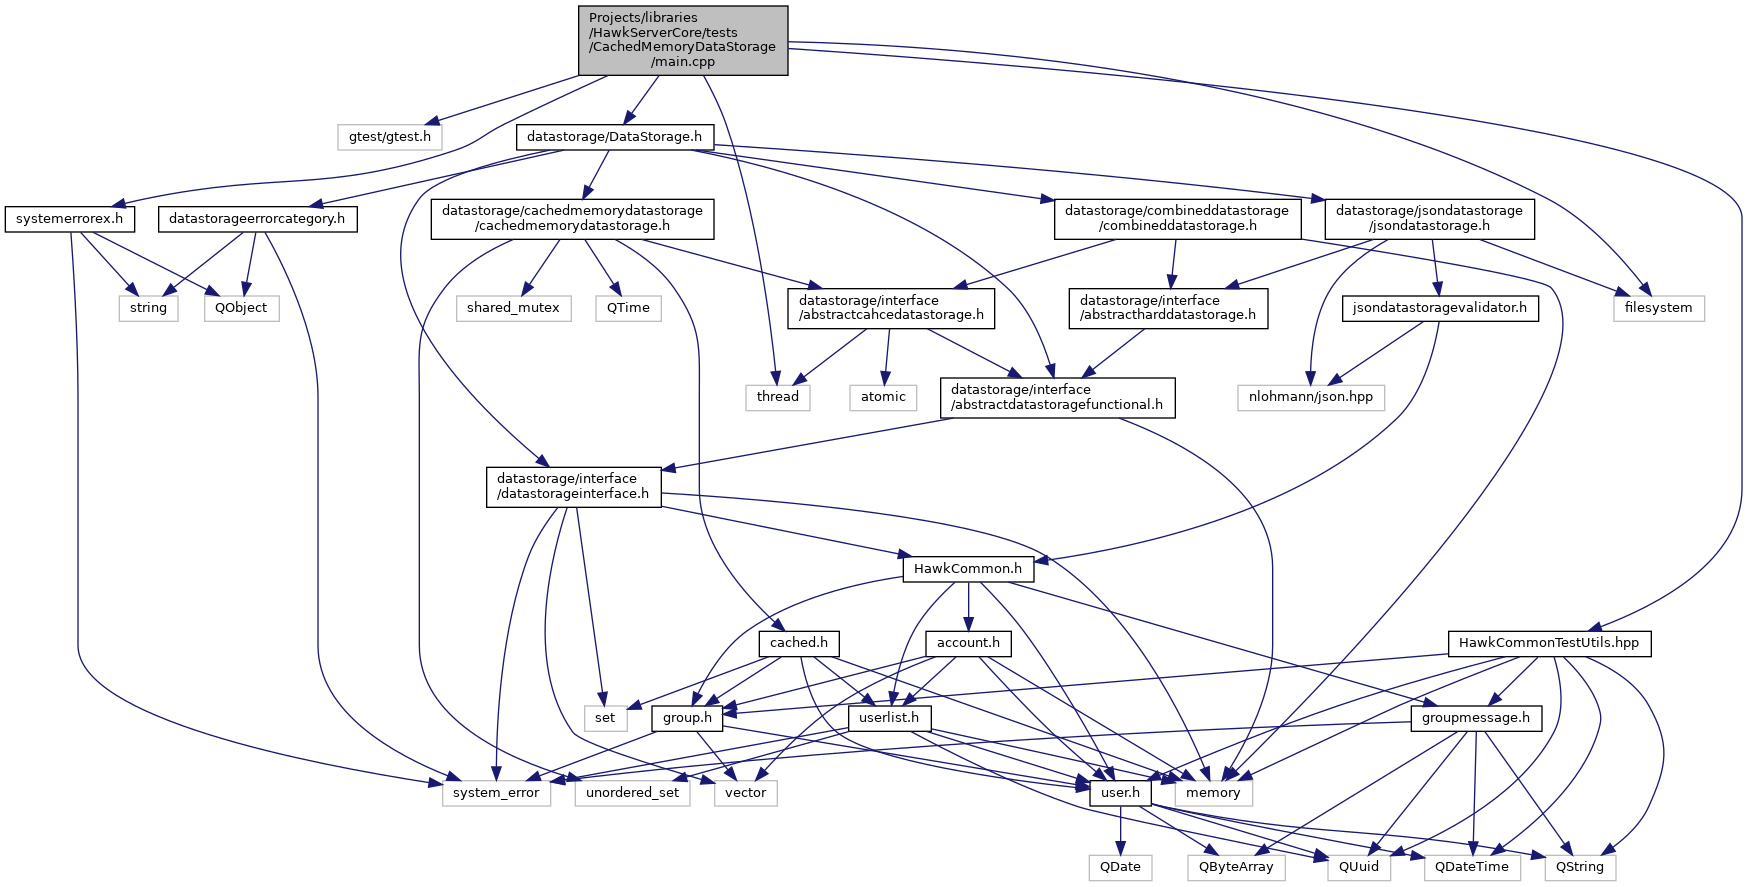 Projects/libraries
/HawkServerCore/tests
/CachedMemoryDataStorage
/main.cpp
gtest/gtest.h
datastorage/DataStorage.h
systemerrorex.h
datastorageerrorcategory.h
datastorage/cachedmemorydatastorage
/cachedmemorydatastorage.h
datastorage/combineddatastorage
/combineddatastorage.h
datastorage/jsondatastorage
/jsondatastorage.h
string
QObject
shared_mutex
QTime
datastorage/interface
/abstractcahcedatastorage.h
datastorage/interface
/abstractharddatastorage.h
jsondatastoragevalidator.h
filesystem
thread
atomic
datastorage/interface
/abstractdatastoragefunctional.h
nlohmann/json.hpp
datastorage/interface
/datastorageinterface.h
HawkCommon.h
cached.h
account.h
HawkCommonTestUtils.hpp
set
group.h
userlist.h
groupmessage.h
system_error
unordered_set
vector
user.h
memory
QDate
QByteArray
QUuid
QDateTime
QString